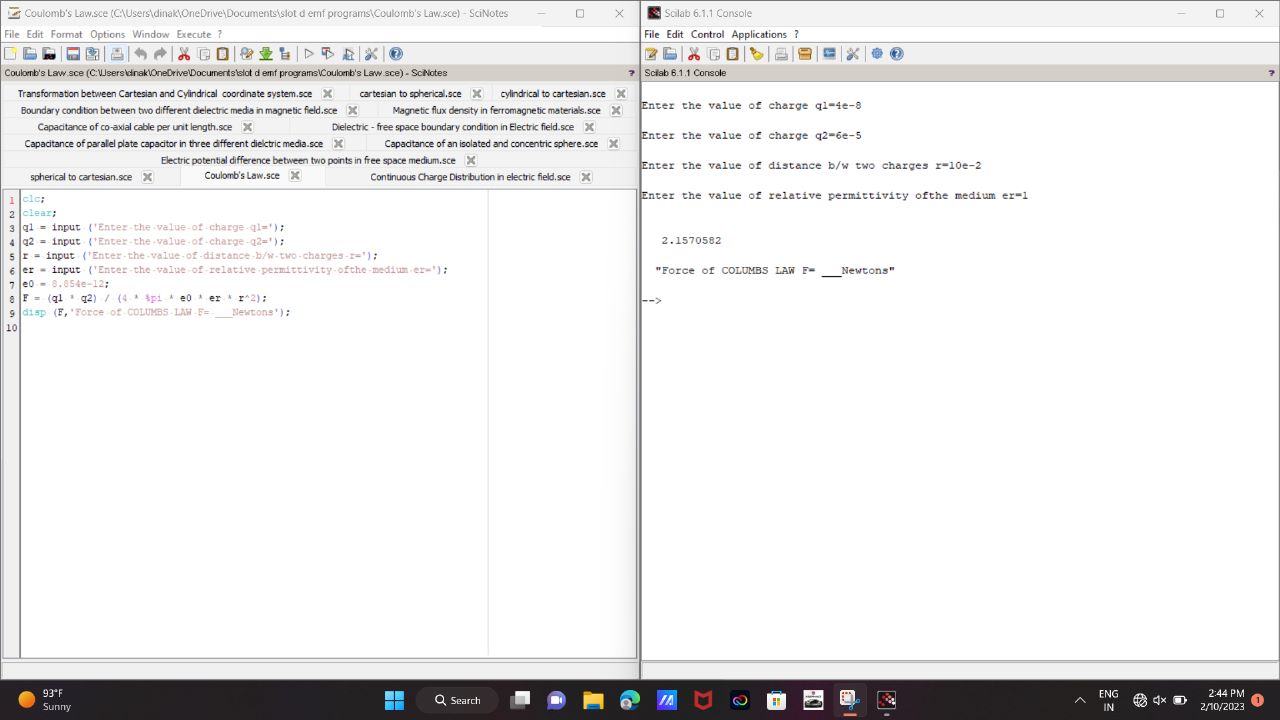 Coulomb's Law.sce (C:\Users\dinak\OneDrive\Documents\slot d emf programs\Coulomb's Law.sce) - SciNotes
File Edit Format Options Window Execute ?
Coulomb's Law.sce (C:\Users\dinak\OneDrive\Documents\slot d emf programs\Coulomb's Law.sce) - SciNotes ?
Transformation between Cartesian and Cylindrical coordinate system.sce cartesian to spherical.sce cylindrical to cartesian.sce
Boundary condition between two different dielectric media in magnetic field.sce Magnetic flux density in ferromagnetic materials.sce
Capacitance of co-axial cable per unit length.sce Dielectric - free space boundary condition in Electric field.sce
Capacitance of parallel plate capacitor in three different dielctric media.sce Capacitance of an isolated and concentric sphere.sce
Electric potential difference between two points in free space medium.sce
spherical to cartesian.sce Coulomb's Law.sce Continuous Charge Distribution in electric field.sce
1 clc;
2 clear;
3 q1 = input ('Enter the value of charge q1=');
4 q2 = input ('Enter the value of charge q2=');
5 r = input ('Enter the value of distance b/w two charges r=');
6 er = input ('Enter the value of relative permittivity ofthe medium er=');
7 e0 = 8.854e-12;
8 F = (q1 * q2) / (4 * %pi * e0 * er * r^2);
9 disp (F,'Force of COLUMBS LAW F= ___Newtons');
10
Scilab 6.1.1 Console
File Edit Control Applications ?
Scilab 6.1.1 Console ?
Enter the value of charge q1=4e-8
Enter the value of charge q2=6e-5
Enter the value of distance b/w two charges r=10e-2
Enter the value of relative permittivity ofthe medium er=1
2.1570582
"Force of COLUMBS LAW F= ___Newtons"
-->
93°F
Sunny
Search
ENG
IN
2:44 PM
2/10/2023
1